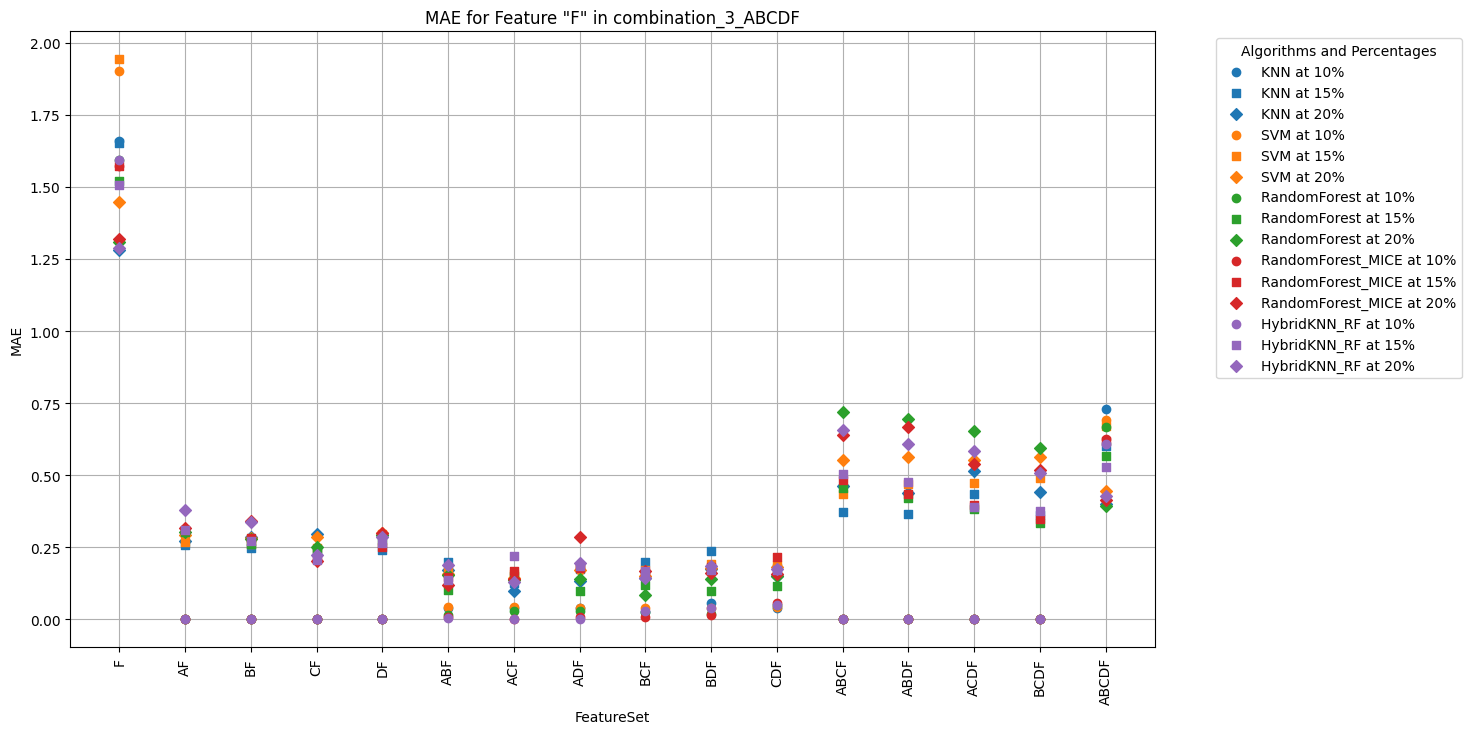 MAE for Feature "F" in combination_3_ABCDF
2.00
1.75
1.50
1.25
1.00
0.75
0.50
0.25
0.00
MAE
F
AF
BF
CF
DF
ABF
ACF
ADF
BCF
BDF
CDF
ABCF
ABDF
ACDF
BCDF
ABCDF
FeatureSet
Algorithms and Percentages
KNN at 10%
KNN at 15%
KNN at 20%
SVM at 10%
SVM at 15%
SVM at 20%
RandomForest at 10%
RandomForest at 15%
RandomForest at 20%
RandomForest_MICE at 10%
RandomForest_MICE at 15%
RandomForest_MICE at 20%
HybridKNN_RF at 10%
HybridKNN_RF at 15%
HybridKNN_RF at 20%